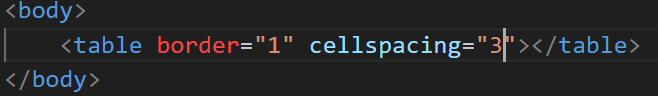 <body>
    <table border="1" cellspacing="3"></table>
</body>